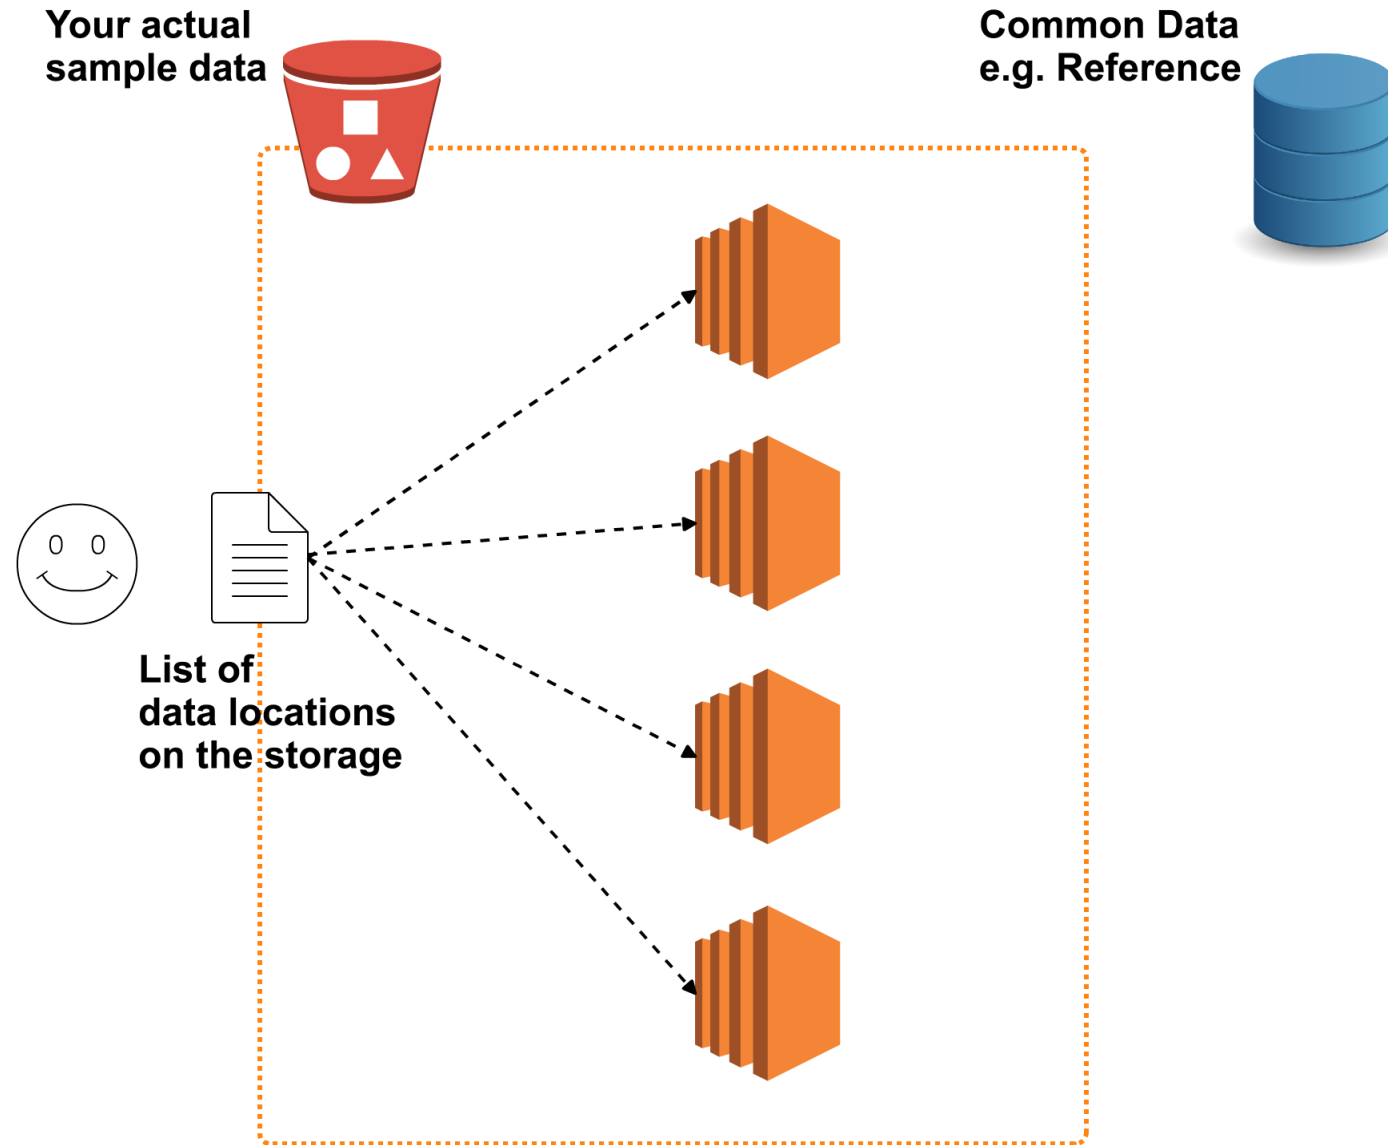 Your actual
sample data
Common Data
e.g. Reference
List of
data locations
on the storage